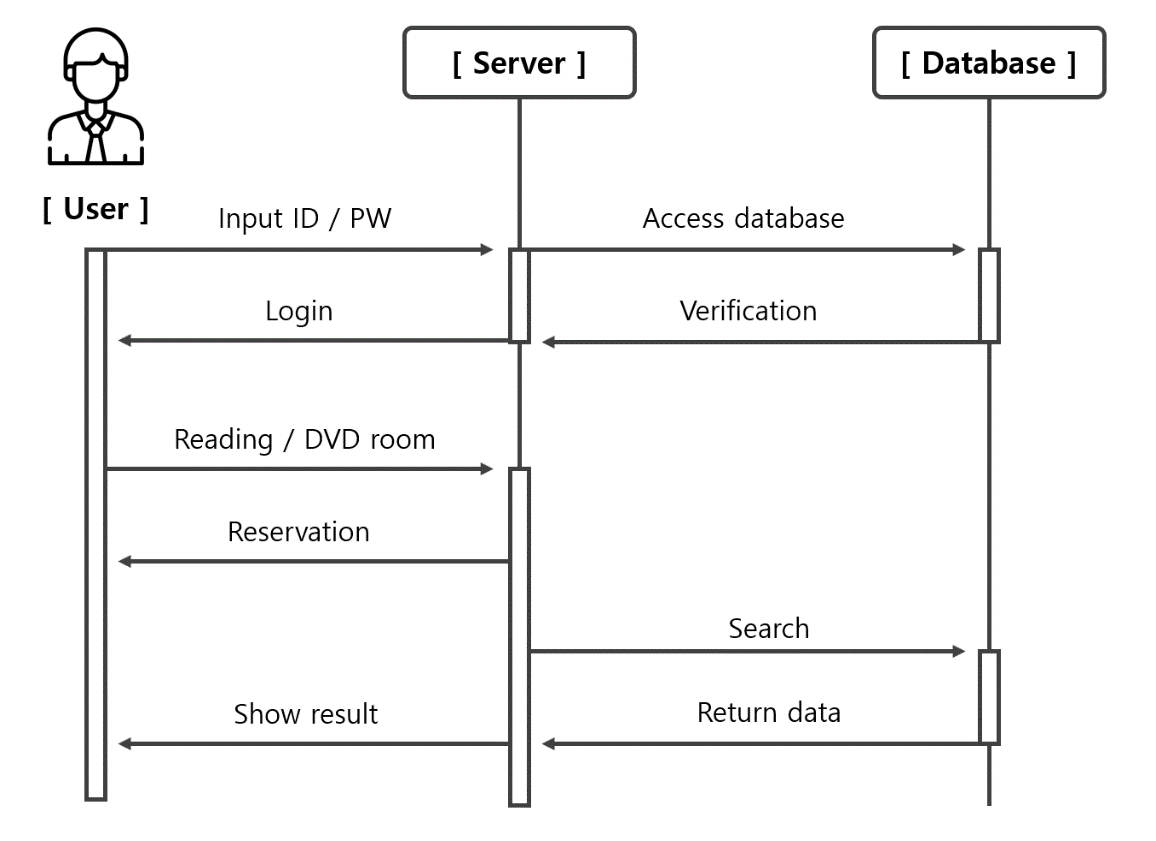 [ Server ]
[ Database ]
[ User ]
Input ID / PW
Access database
Login
Verification
Reading / DVD room
Reservation
Search
Show result
Return data